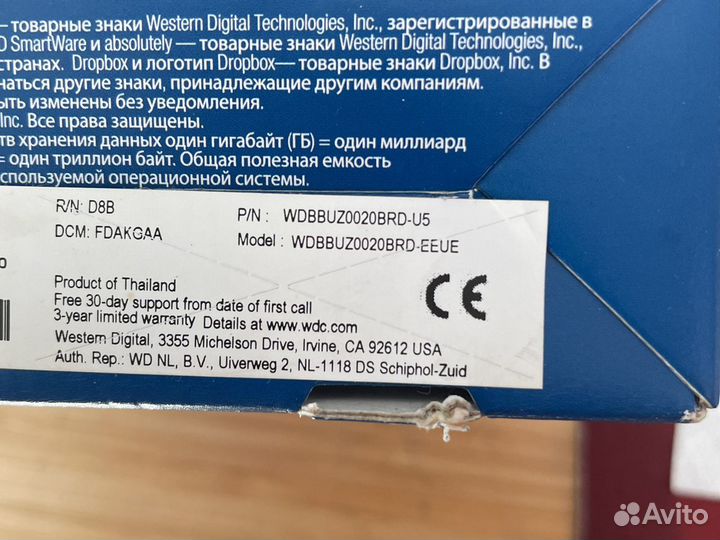 — товарные знаки Western Digital Technologies, Inc., зарегистрированные в
D SmartWare и absolutely — товарные знаки Western Digital Technologies, Inc.,
странах. Dropbox и логотип Dropbox— товарные знаки Dropbox, Inc. В
наться другие знаки, принадлежащие другим компаниям.
ыть изменены без уведомления.
Inc. Все права защищены.
тв хранения данных один гигабайт (ГБ) = один миллиард
= один триллион байт. Общая полезная емкость
используемой операционной системы.
R/N: D8B
P/N : WDBBUZ0020BRD-U5
DCM: FDAKGAA
Model : WDBBUZ0020BRD-EEUE
Product of Thailand
Free 30-day support from date of first call
3-year limited warranty Details at www.wdc.com
Western Digital, 3355 Michelson Drive, Irvine, CA 92612 USA
Auth. Rep.: WD NL, B.V., Uiverweg 2, NL-1118 DS Schiphol-Zuid
CE
Avito